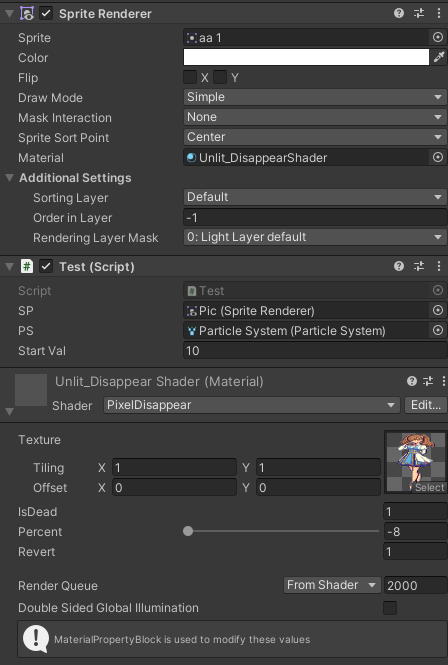 Sprite Renderer
Sprite aa 1
Color
Flip X Y
Draw Mode Simple
Mask Interaction None
Sprite Sort Point Center
Material Unlit_DisappearShader
Additional Settings
Sorting Layer Default
Order in Layer -1
Rendering Layer Mask 0: Light Layer default
# Test (Script)
Script # Test
SP Pic (Sprite Renderer)
PS Particle System (Particle System)
Start Val 10
Unlit_Disappear Shader (Material)
Shader PixelDisappear Edit...
Texture
Tiling X 1 Y 1
Offset X 0 Y 0
Select
IsDead 1
Percent -8
Revert 1
Render Queue From Shader 2000
Double Sided Global Illumination
MaterialPropertyBlock is used to modify these values